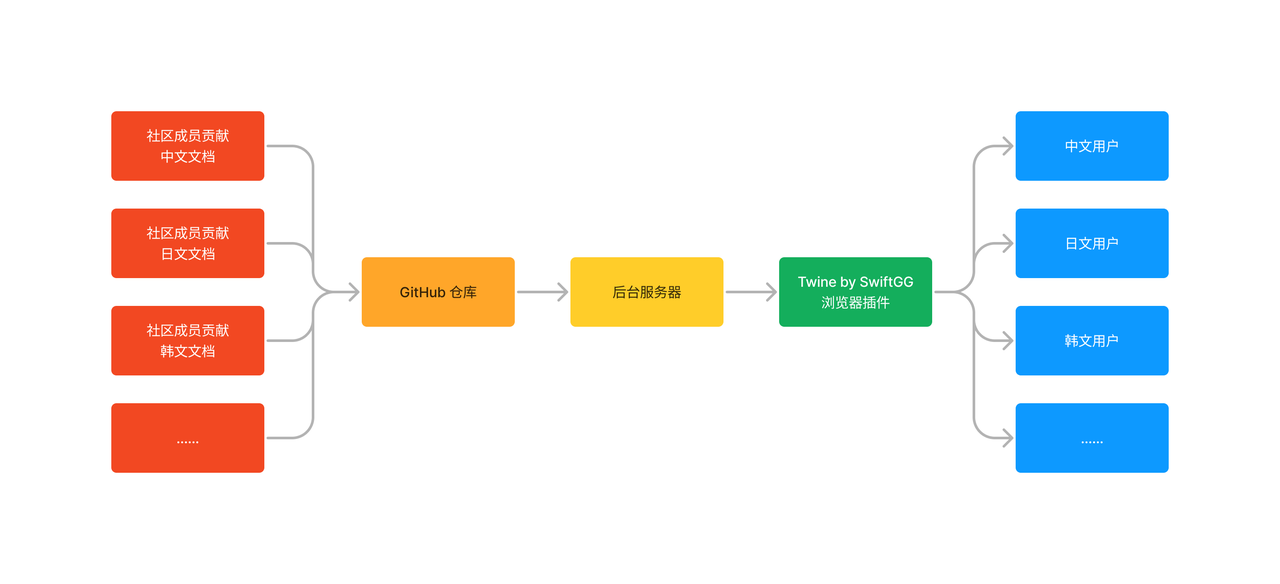 社区成员贡献
中文文档
社区成员贡献
日文文档
社区成员贡献
韩文文档
......
GitHub 仓库
后台服务器
Twine by SwiftGG
浏览器插件
中文用户
日文用户
韩文用户
......